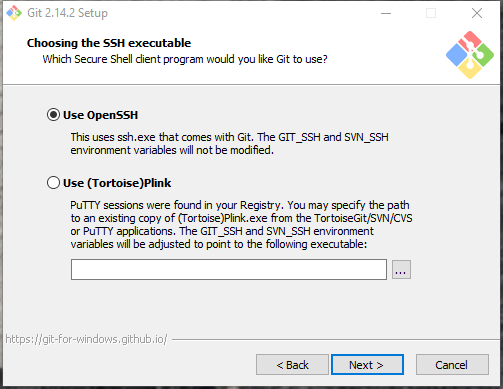 Git 2.14.2 Setup
Choosing the SSH executable
Which Secure Shell client program would you like Git to use?
Use OpenSSH
This uses ssh.exe that comes with Git. The GIT_SSH and SVN_SSH
environment variables will not be modified.
Use (Tortoise)Plink
PuTTY sessions were found in your Registry. You may specify the path
to an existing copy of (Tortoise)Plink.exe from the TortoiseGit/SVN/CVS
or PuTTY applications. The GIT_SSH and SVN_SSH environment
variables will be adjusted to point to the following executable:
...
https://git-for-windows.github.io/
< Back
Next >
Cancel